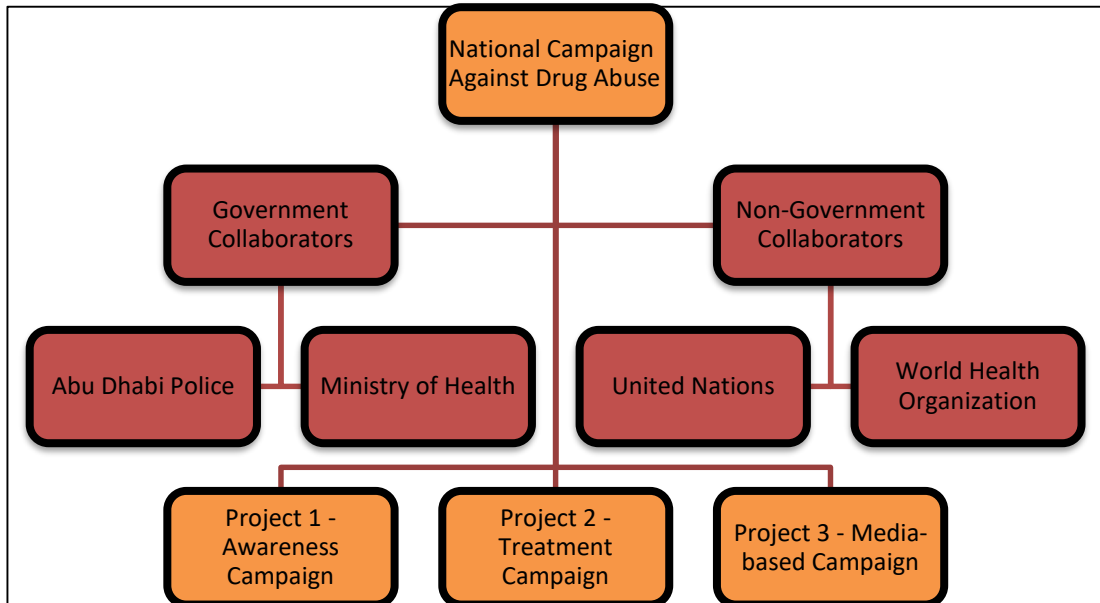 National Campaign
Against Drug Abuse
Government
Collaborators
Non-Government
Collaborators
Abu Dhabi Police
Ministry of Health
United Nations
World Health
Organization
Project 1 -
Awareness
Campaign
Project 2 -
Treatment
Campaign
Project 3 - Media-
based Campaign